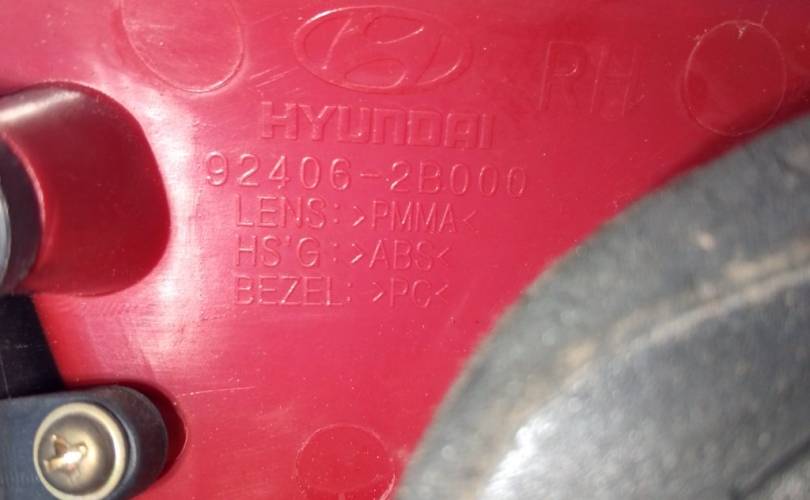 RH
HYUNDAI
92406-2B000
LENS: >PMMA<
HS'G: >ABS<
BEZEL: >PC<